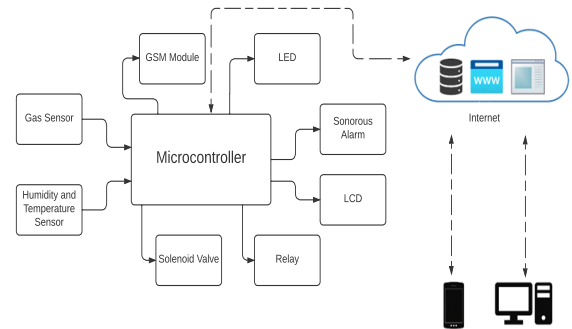 GSM Module
LED
Gas Sensor
Microcontroller
Sonorous
Alarm
WWW
Internet
Humidity and
Temperature
Sensor
LCD
Solenoid Valve
Relay